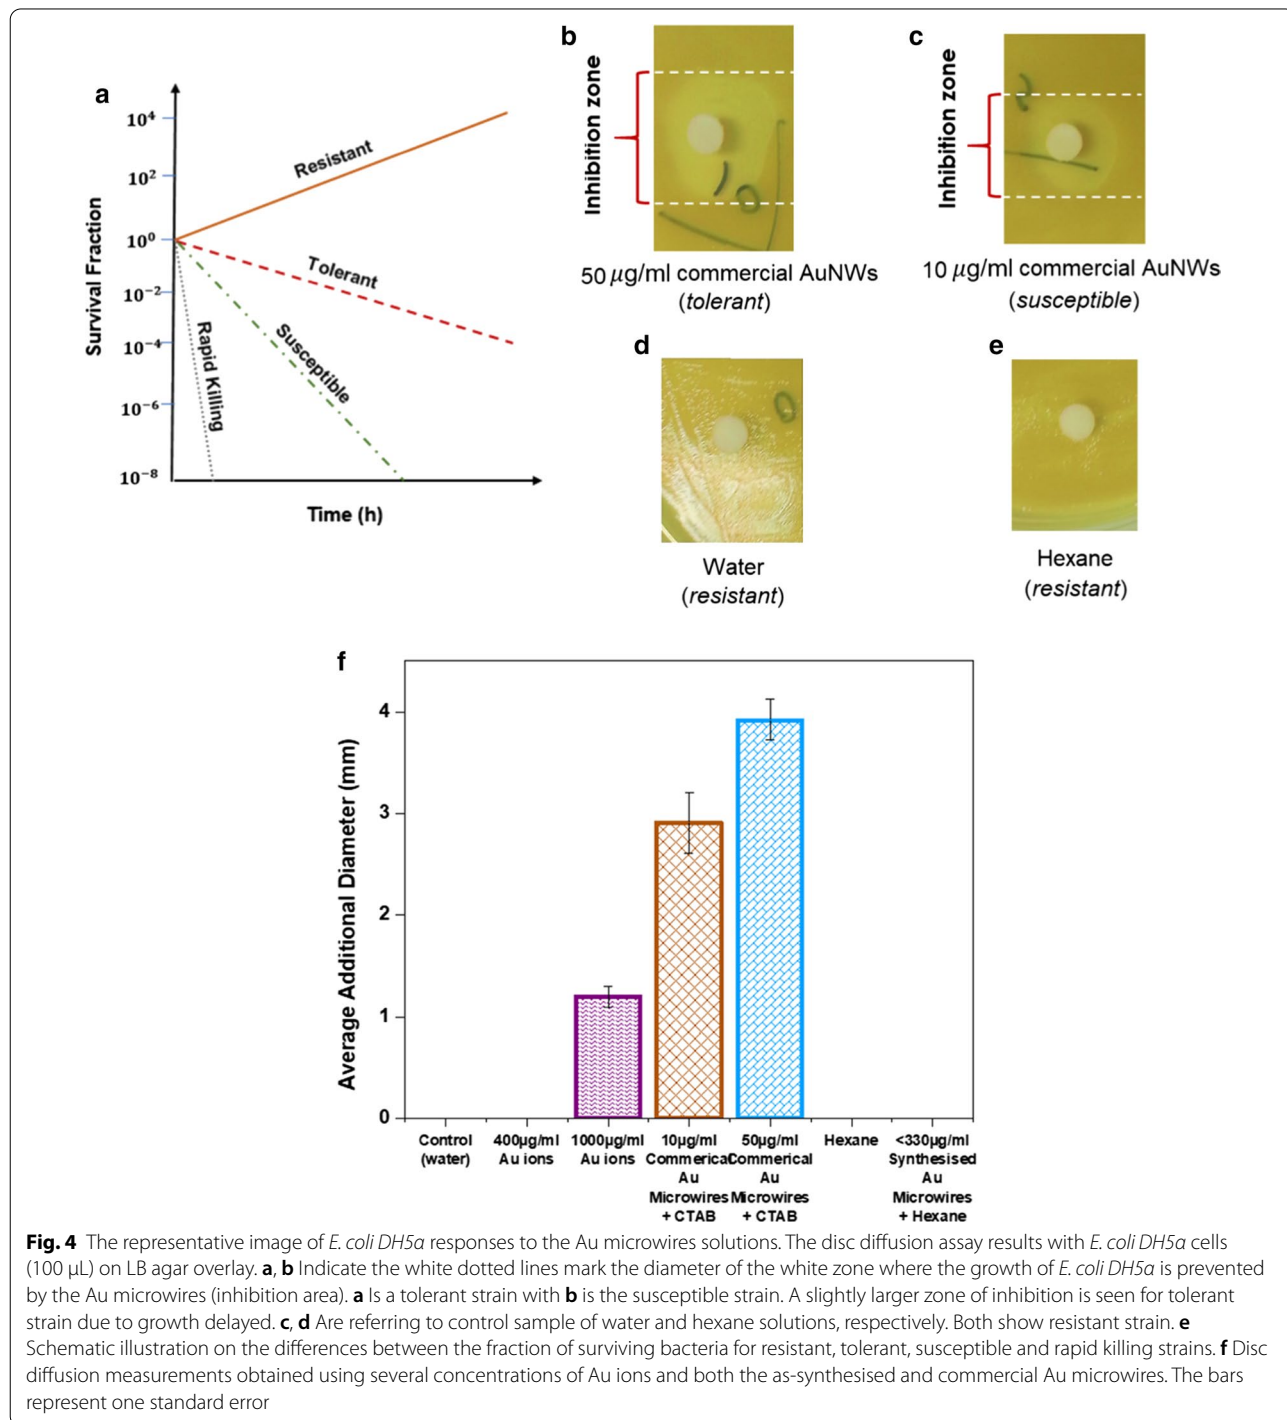 a
10⁴
10²
10⁰
10⁻²
10⁻⁴
10⁻⁶
10⁻⁸
Survival Fraction
Resistant
Tolerant
Susceptible
Rapid Killing
Time (h)
b
Inhibition zone
50 µg/ml commercial AuNWs
(tolerant)
c
Inhibition zone
10 µg/ml commercial AuNWs
(susceptible)
d
Water
(resistant)
e
Hexane
(resistant)
f
Average Additional Diameter (mm)
4
3
2
1
0
Control
(water)
400µg/ml
Au ions
1000µg/ml
Au ions
10µg/ml
Commerical
Au
Microwires
+ CTAB
50µg/ml
Commerical
Au
Microwires
+ CTAB
Hexane
<330µg/ml
Synthesised
Au
Microwires
+ Hexane
Fig. 4 The representative image of E. coli DH5α responses to the Au microwires solutions. The disc diffusion assay results with E. coli DH5α cells
(100 µL) on LB agar overlay. a, b Indicate the white dotted lines mark the diameter of the white zone where the growth of E. coli DH5α is prevented
by the Au microwires (inhibition area). a Is a tolerant strain with b is the susceptible strain. A slightly larger zone of inhibition is seen for tolerant
strain due to growth delayed. c, d Are referring to control sample of water and hexane solutions, respectively. Both show resistant strain. e
Schematic illustration on the differences between the fraction of surviving bacteria for resistant, tolerant, susceptible and rapid killing strains. f Disc
diffusion measurements obtained using several concentrations of Au ions and both the as-synthesised and commercial Au microwires. The bars
represent one standard error